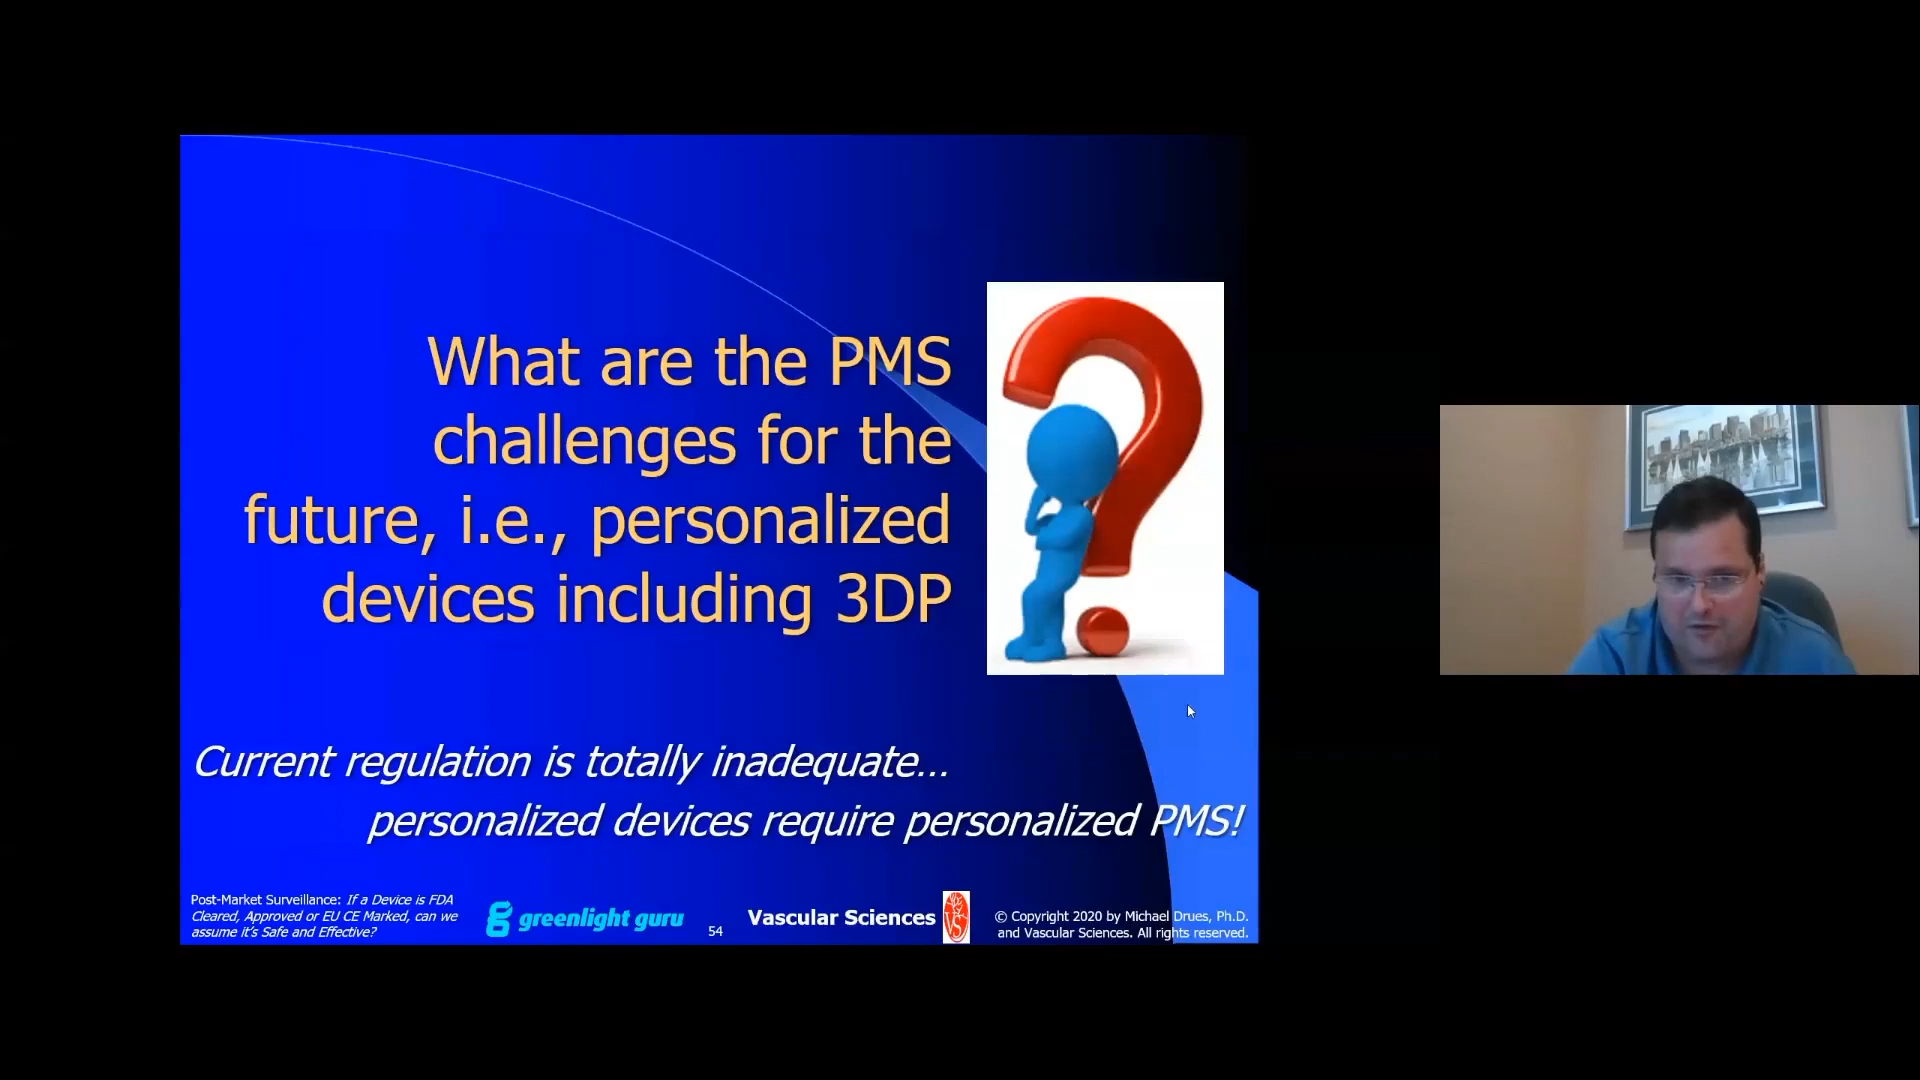 What are the PMS
challenges for the
future, i.e., personalized
devices including 3DP
Current regulation is totally inadequate...
personalized devices require personalized PMS!
Post-Market Surveillance: If a Device is FDA
Cleared, Approved or EU CE Marked, can we
assume it's Safe and Effective?
greenlight guru
54
Vascular Sciences
VS
© Copyright 2020 by Michael Drues, Ph.D.
and Vascular Sciences. All rights reserved.